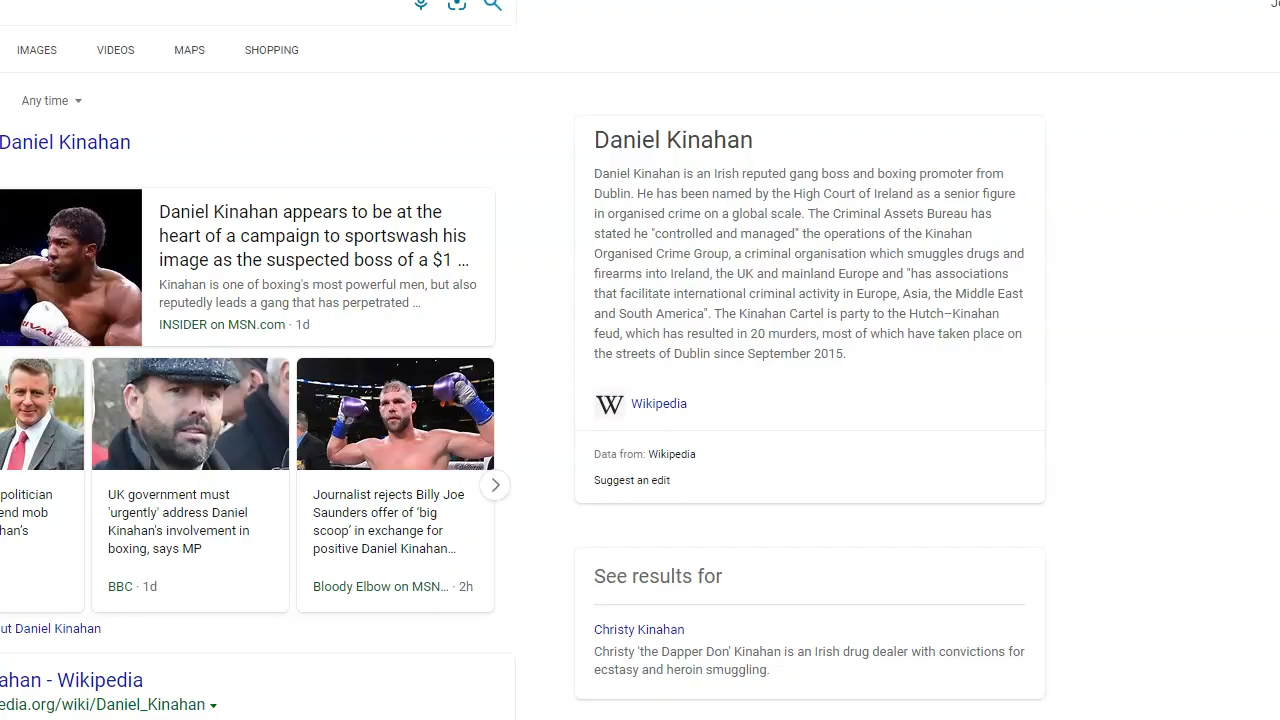 Jo
IMAGES VIDEOS MAPS SHOPPING
Any time
Daniel Kinahan
Daniel Kinahan appears to be at the
heart of a campaign to sportswash his
image as the suspected boss of a $1 ...
Kinahan is one of boxing's most powerful men, but also
reputedly leads a gang that has perpetrated ...
INSIDER on MSN.com · 1d
RIVAL
politician
end mob
han's
UK government must
'urgently' address Daniel
Kinahan's involvement in
boxing, says MP
BBC · 1d
Journalist rejects Billy Joe
Saunders offer of 'big
scoop' in exchange for
positive Daniel Kinahan...
Bloody Elbow on MSN... · 2h
ut Daniel Kinahan
ahan - Wikipedia
edia.org/wiki/Daniel_Kinahan
Daniel Kinahan
Daniel Kinahan is an Irish reputed gang boss and boxing promoter from
Dublin. He has been named by the High Court of Ireland as a senior figure
in organised crime on a global scale. The Criminal Assets Bureau has
stated he "controlled and managed" the operations of the Kinahan
Organised Crime Group, a criminal organisation which smuggles drugs and
firearms into Ireland, the UK and mainland Europe and "has associations
that facilitate international criminal activity in Europe, Asia, the Middle East
and South America". The Kinahan Cartel is party to the Hutch–Kinahan
feud, which has resulted in 20 murders, most of which have taken place on
the streets of Dublin since September 2015.
W Wikipedia
Data from: Wikipedia
Suggest an edit
See results for
Christy Kinahan
Christy 'the Dapper Don' Kinahan is an Irish drug dealer with convictions for
ecstasy and heroin smuggling.